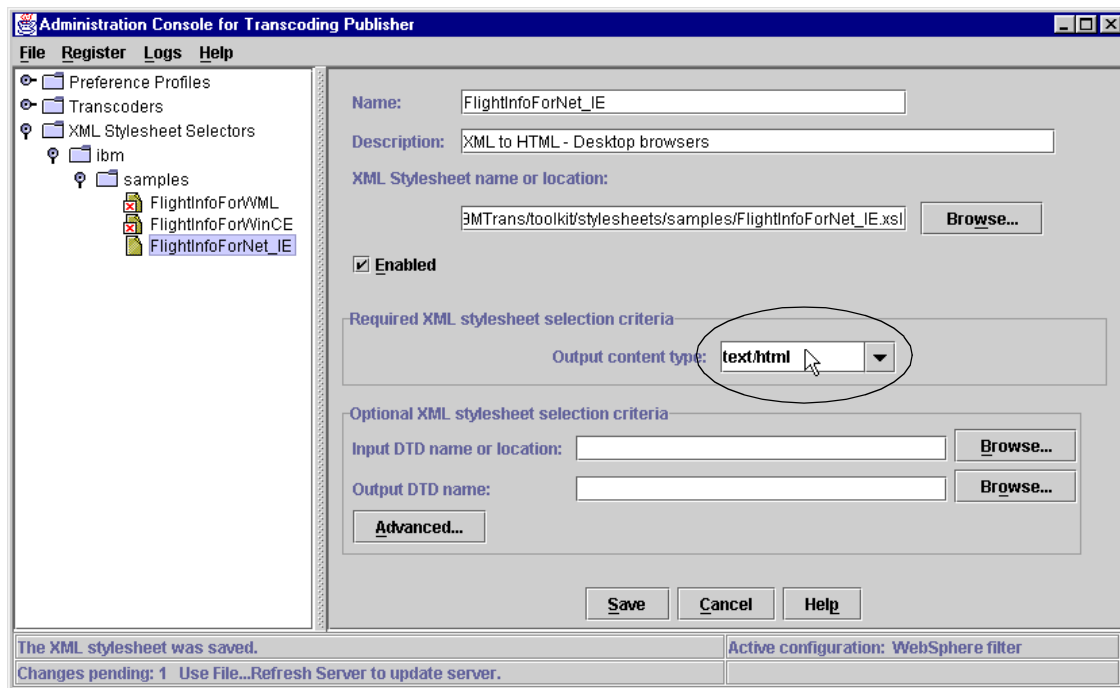 Administration Console for Transcoding Publisher
File Register Logs Help
Preference Profiles
Transcoders
XML Stylesheet Selectors
ibm
samples
FlightInfoForWML
FlightInfoForWinCE
FlightInfoForNet_IE
Name: FlightInfoForNet_IE
Description: XML to HTML - Desktop browsers
XML Stylesheet name or location:
3MTrans/toolkit/stylesheets/samples/FlightInfoForNet_IE.xsl Browse...
Enabled
Required XML stylesheet selection criteria
Output content type: text/html
Optional XML stylesheet selection criteria
Input DTD name or location: Browse...
Output DTD name: Browse...
Advanced...
Save Cancel Help
The XML stylesheet was saved. Active configuration: WebSphere filter
Changes pending: 1 Use File...Refresh Server to update server.